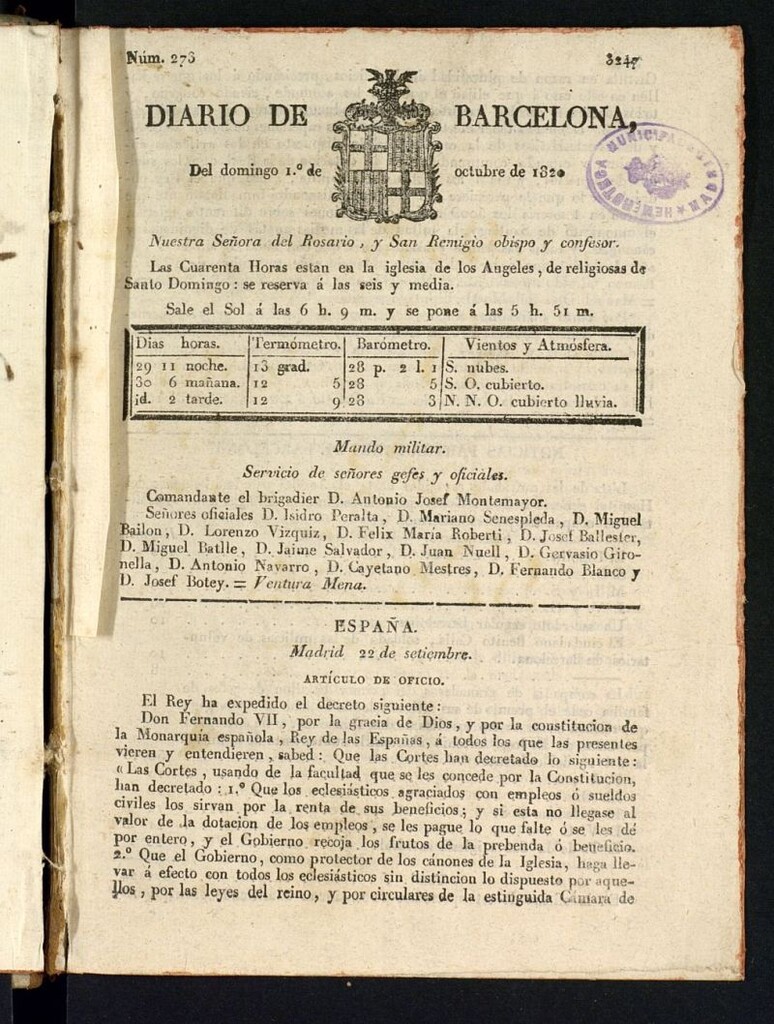 Núm. 273
3247
DIARIO DE BARCELONA,
Del domingo 1.º de octubre de 1820
HEMEROTECA MUNICIPAL MADRID
Nuestra Señora del Rosario, y San Remigio obispo y confesor.
Las Cuarenta Horas estan en la iglesia de los Angeles, de religiosas de
Santo Domingo: se reserva á las seis y media.
Sale el Sol á las 6 h. 9 m. y se pone á las 5 h. 51 m.
Dias horas. Termómetro. Barómetro. Vientos y Atmósfera.
29 11 noche. 13 grad. 28 p. 2 l. 1 S. nubes.
30 6 mañana. 12 5 28 5 S. O. cubierto.
id. 2 tarde. 12 9 28 3 N. N. O. cubierto lluvia.
Mando militar.
Servicio de señores gefes y oficiales.
Comandante el brigadier D. Antonio Josef Montemayor.
Señores oficiales D. Isidro Peralta, D. Mariano Senespleda, D. Miguel
Bailon, D. Lorenzo Vizquiz, D. Felix María Roberti, D. Josef Ballester,
D. Miguel Batlle, D. Jaime Salvador, D. Juan Nuell, D. Gervasio Giro-
nella, D. Antonio Navarro, D. Cayetano Mestres, D. Fernando Blanco y
D. Josef Botey. = Ventura Mena.
ESPAÑA.
Madrid 22 de setiembre.
ARTÍCULO DE OFICIO.
El Rey ha expedido el decreto siguiente:
Don Fernando VII, por la gracia de Dios, y por la constitucion de
la Monarquía española, Rey de las Españas, á todos los que las presentes
vieren y entendieren, sabed: Que las Cortes han decretado lo siguiente:
«Las Cortes, usando de la facultad que se les concede por la Constitucion,
han decretado: 1.º Que los eclesiásticos agraciados con empleos ó sueldos
civiles los sirvan por la renta de sus beneficios; y si esta no llegase al
valor de la dotacion de los empleos, se les pague lo que falte ó se les dé
por entero, y el Gobierno recoja los frutos de la prebenda ó beneficio.
2.º Que el Gobierno, como protector de los cánones de la Iglesia, haga lle-
var á efecto con todos los eclesiásticos sin distincion lo dispuesto por aque-
llos, por las leyes del reino, y por circulares de la estinguida Cámara de